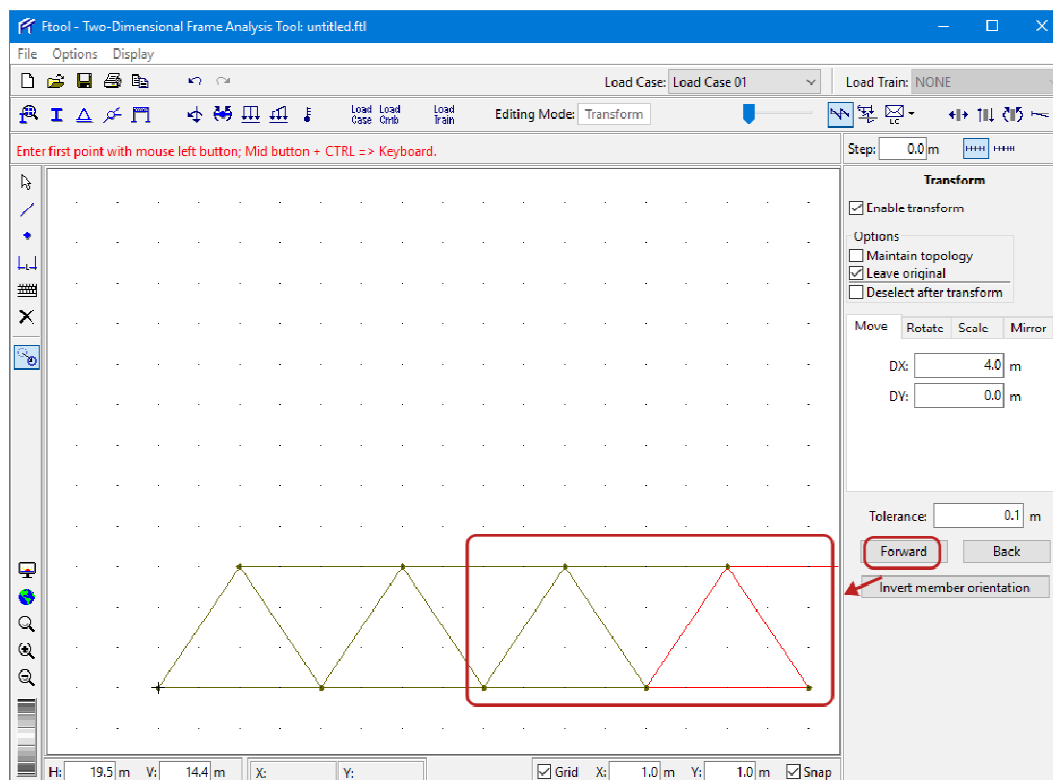 Ftool - Two-Dimensional Frame Analysis Tool: untitled.ftl
File Options Display
Load Case: Load Case 01 Load Train: NONE
Load Case Load Cmb Load Train Editing Mode: Transform LC
Enter first point with mouse left button; Mid button + CTRL => Keyboard. Step: 0.0 m
Transform
Enable transform
Options
Maintain topology
Leave original
Deselect after transform
Move Rotate Scale Mirror
DX: 4.0 m
DY: 0.0 m
Tolerance: 0.1 m
Forward Back
Invert member orientation
H: 19.5 m V: 14.4 m X: Y: Grid X: 1.0 m Y: 1.0 m Snap